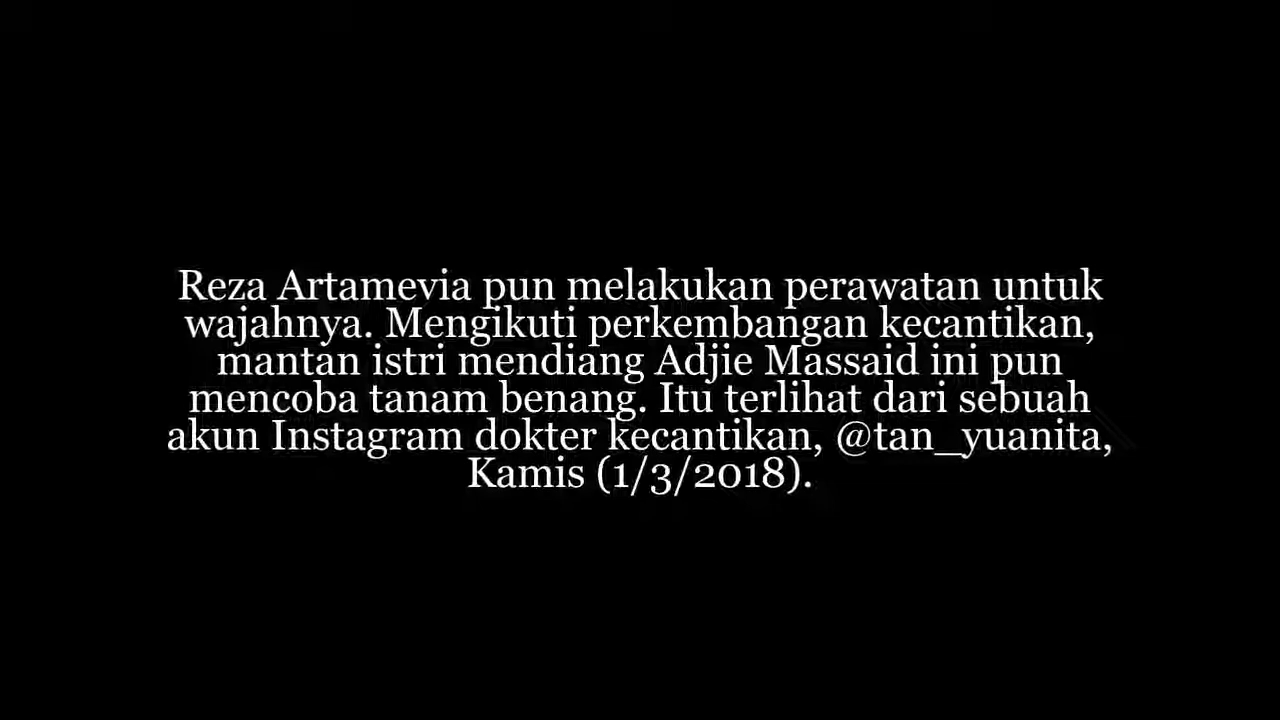 Reza Artamevia pun melakukan perawatan untuk
wajahnya. Mengikuti perkembangan kecantikan,
mantan istri mendiang Adjie Massaid ini pun
mencoba tanam benang. Itu terlihat dari sebuah
akun Instagram dokter kecantikan, @tan_yuanita,
Kamis (1/3/2018).